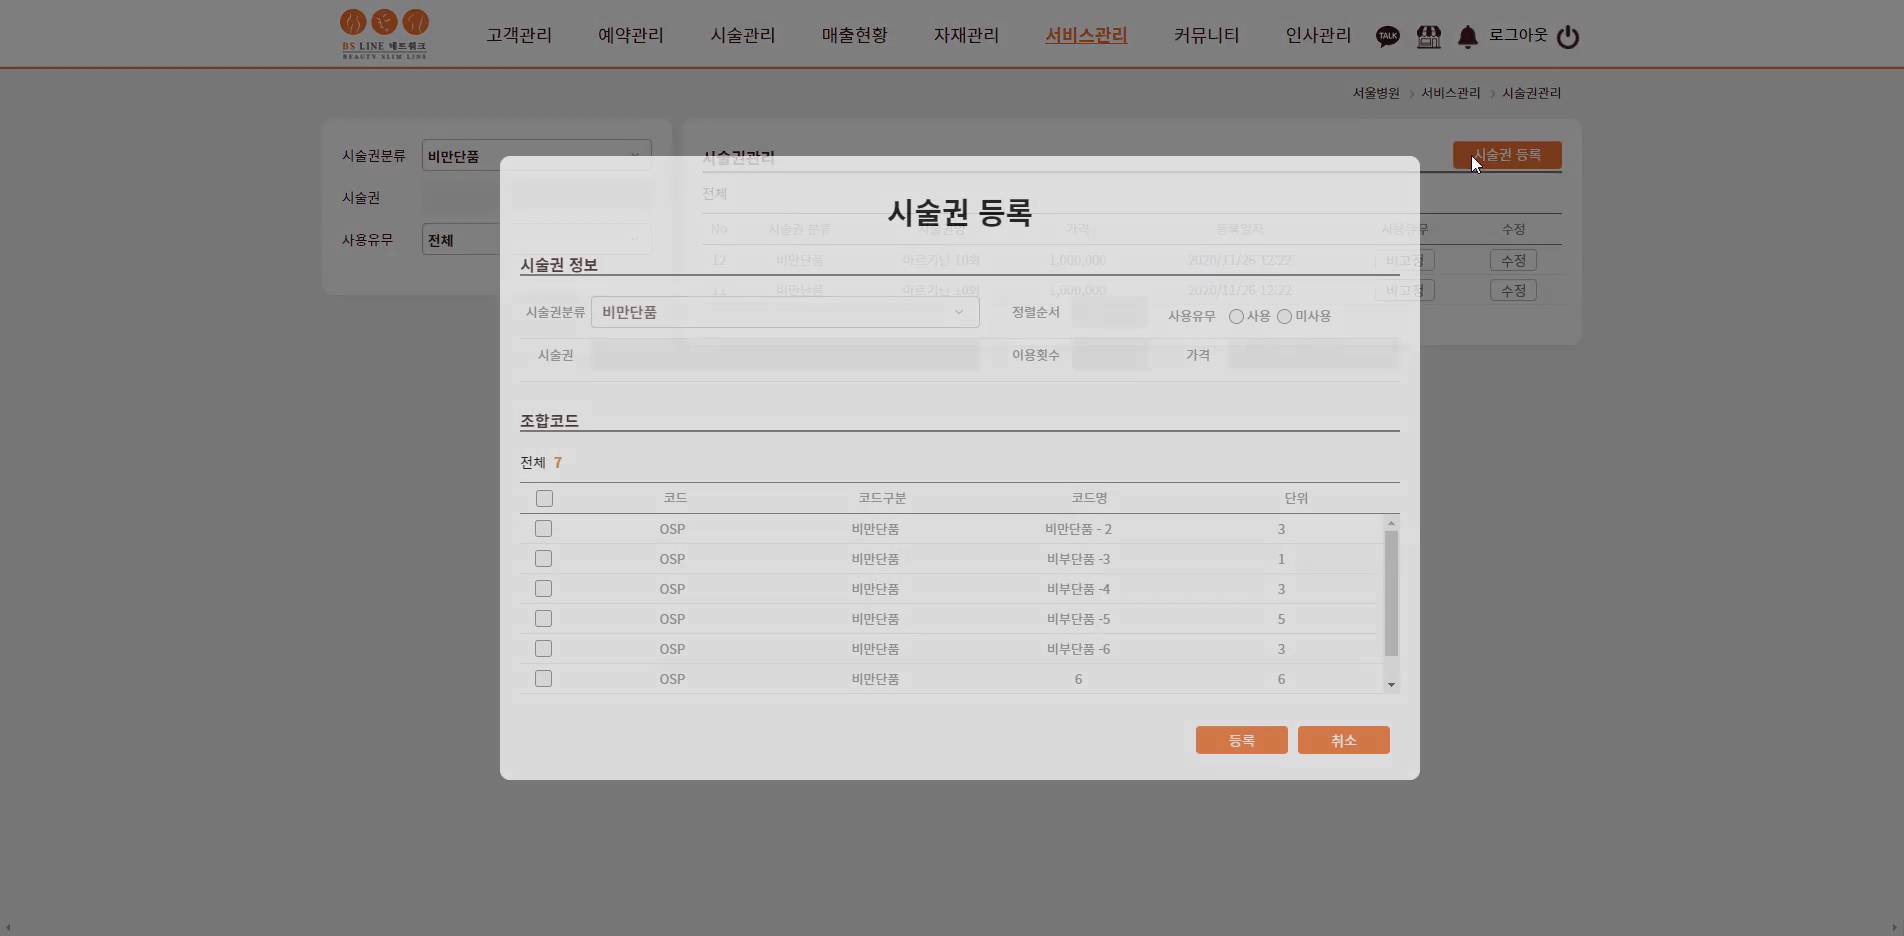 BS LINE 네트워크
BEAUTY SLIM LINE
고객관리 예약관리 시술관리 매출현황 자재관리 서비스관리 커뮤니티 인사관리 TALK 로그아웃
서울병원 > 서비스관리 > 시술권관리
시술권분류 비만단품
시술권
사용유무 전체
시술권관리 시술권 등록
전체
No 시술권 분류 시술권명 가격 등록일자 사용유무 수정
12 비만단품 아르기닌 10회 1,000,000 2020/11/26 12:22 비고정 수정
11 비만단품 아르기닌 10회 1,000,000 2020/11/26 12:22 비고정 수정
시술권 등록
시술권 정보
시술권분류 비만단품 정렬순서 사용유무 사용 미사용
시술권 이용횟수 가격
조합코드
전체 7
코드 코드구분 코드명 단위
OSP 비만단품 비만단품 - 2 3
OSP 비만단품 비부단품 -3 1
OSP 비만단품 비부단품 -4 3
OSP 비만단품 비부단품 -5 5
OSP 비만단품 비부단품 -6 3
OSP 비만단품 6 6
등록 취소